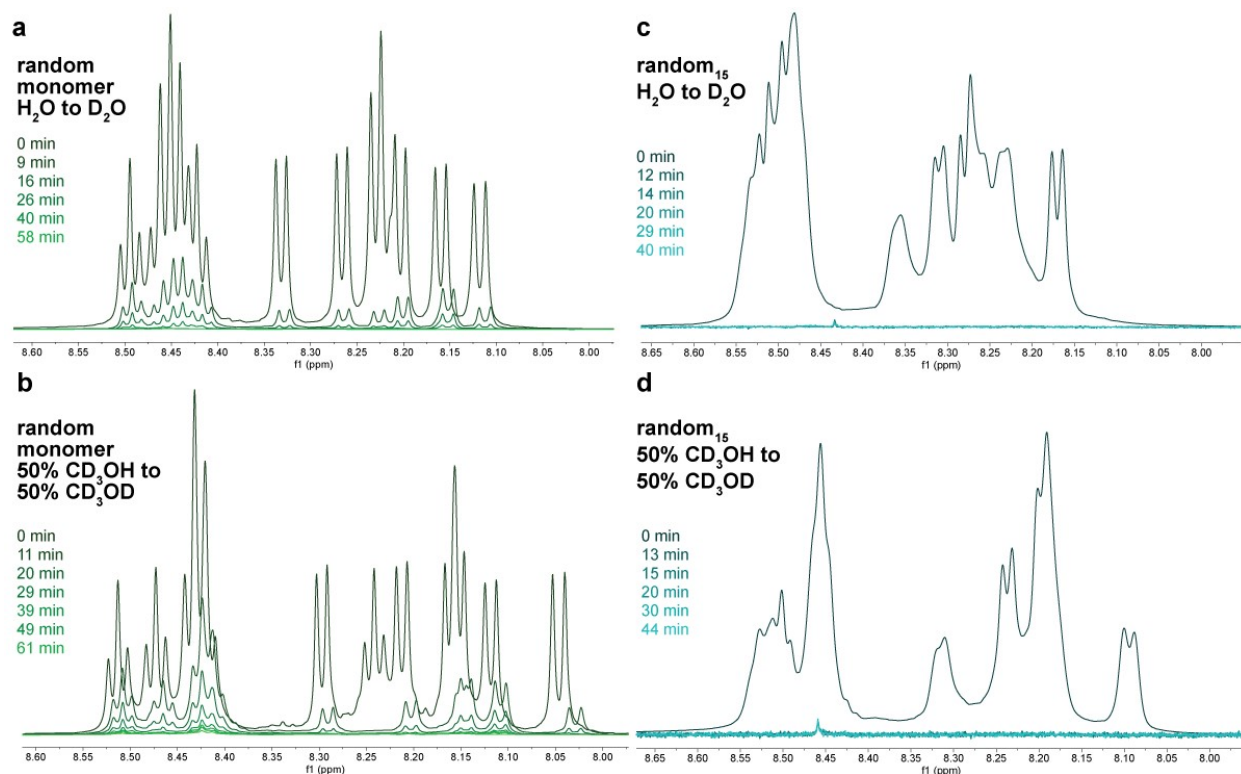 a
random
monomer
H₂O to D₂O
0 min
9 min
16 min
26 min
40 min
58 min
8.60 8.55 8.50 8.45 8.40 8.35 8.30 8.25 8.20 8.15 8.10 8.05 8.00
f1 (ppm)
b
random
monomer
50% CD₃OH to
50% CD₃OD
0 min
11 min
20 min
29 min
39 min
49 min
61 min
8.60 8.55 8.50 8.45 8.40 8.35 8.30 8.25 8.20 8.15 8.10 8.05 8.00
f1 (ppm)
c
random₁₅
H₂O to D₂O
0 min
12 min
14 min
20 min
29 min
40 min
8.65 8.60 8.55 8.50 8.45 8.40 8.35 8.30 8.25 8.20 8.15 8.10 8.05 8.00
f1 (ppm)
d
random₁₅
50% CD₃OH to
50% CD₃OD
0 min
13 min
15 min
20 min
30 min
44 min
8.65 8.60 8.55 8.50 8.45 8.40 8.35 8.30 8.25 8.20 8.15 8.10 8.05 8.00
f1 (ppm)